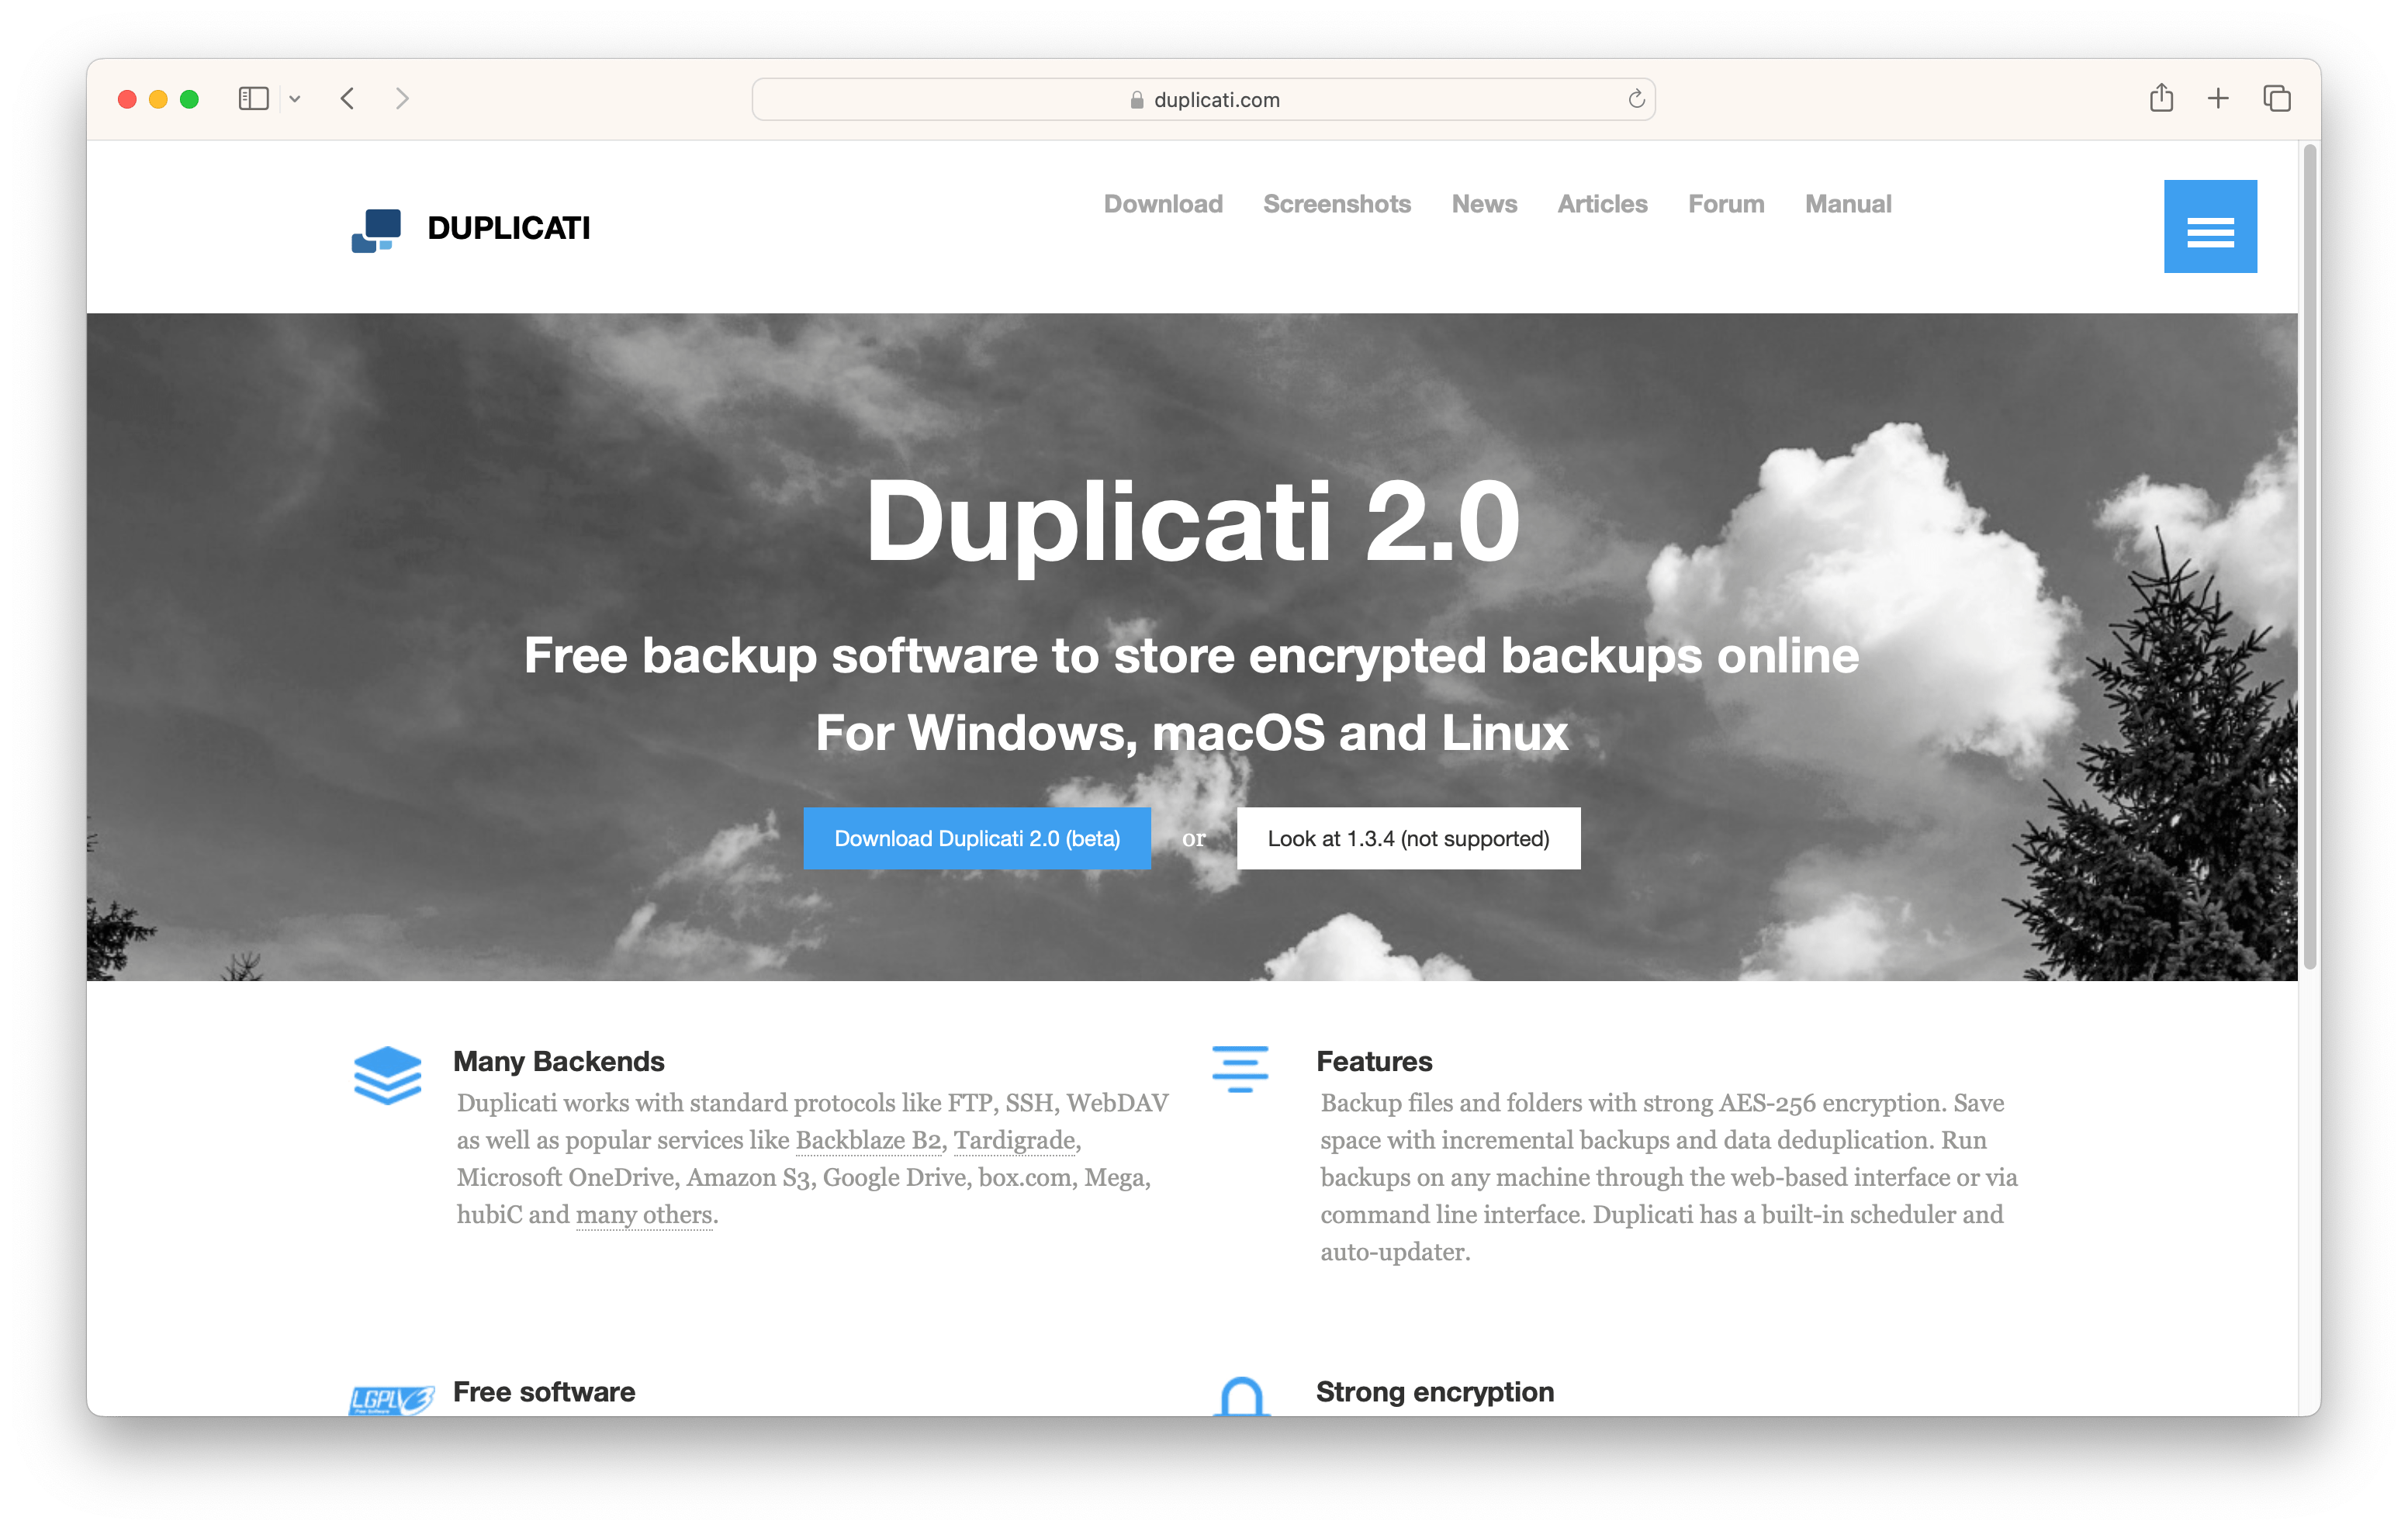 duplicati.com
DUPLICATI
Download Screenshots News Articles Forum Manual
Duplicati 2.0
Free backup software to store encrypted backups online
For Windows, macOS and Linux
Download Duplicati 2.0 (beta) or Look at 1.3.4 (not supported)
Many Backends
Duplicati works with standard protocols like FTP, SSH, WebDAV
as well as popular services like Backblaze B2, Tardigrade,
Microsoft OneDrive, Amazon S3, Google Drive, box.com, Mega,
hubiC and many others.
Features
Backup files and folders with strong AES-256 encryption. Save
space with incremental backups and data deduplication. Run
backups on any machine through the web-based interface or via
command line interface. Duplicati has a built-in scheduler and
auto-updater.
LGPLV3
Free Software
Free software
Strong encryption